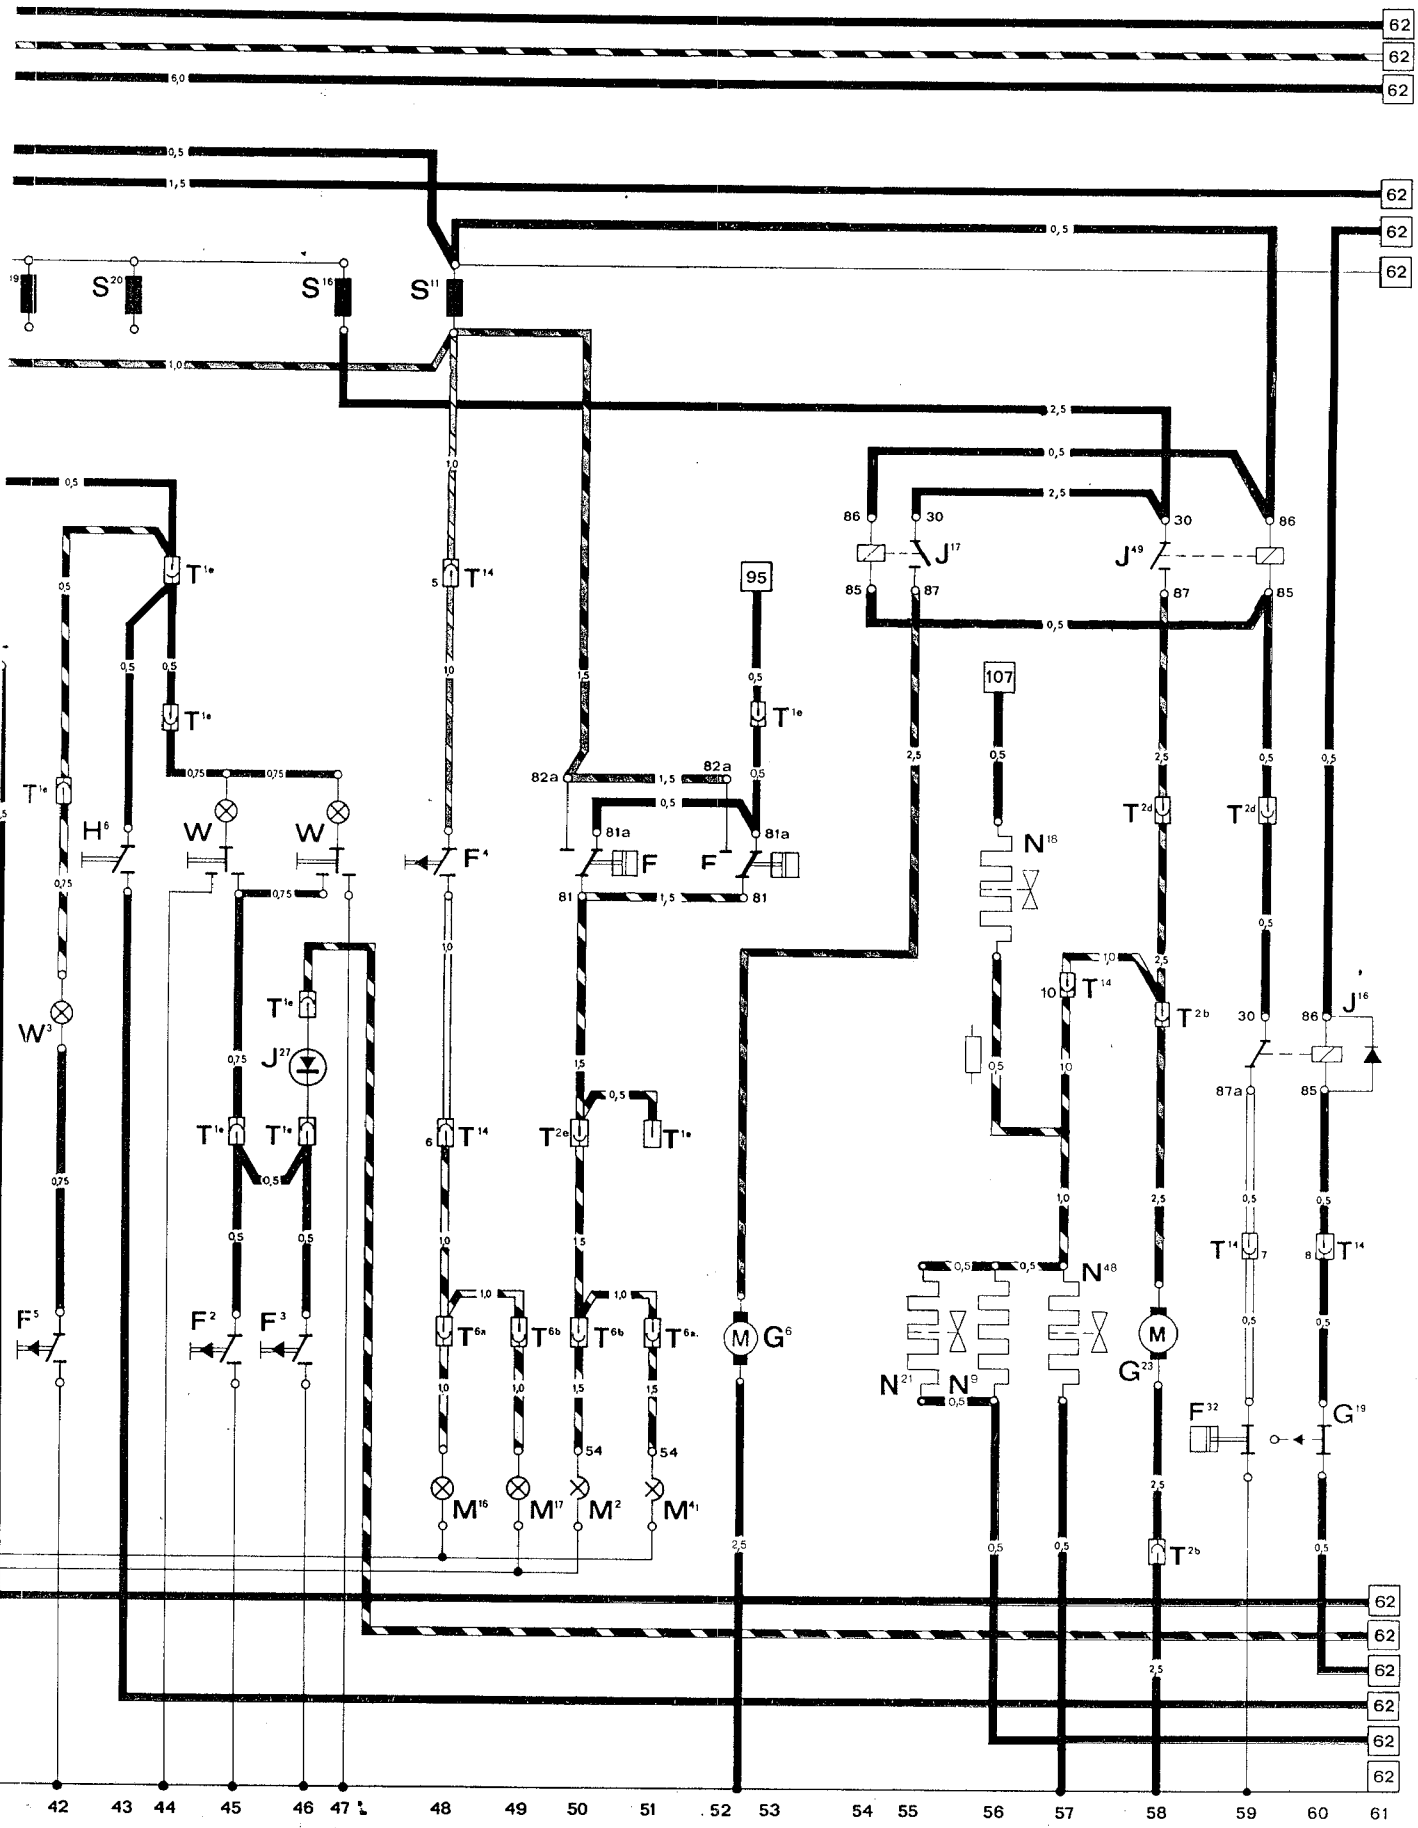 62
62
6,0
62
0,5
1,5
62
0,5
62
62
19
S20
S16
S11
1,0
2,5
0,5
0,5
2,5
1,0
86
30
30
86
T1e
0,5
5
T14
95
J17
J49
85
87
87
85
0,5
0,5
0,5
1,0
1,5
0,5
107
T1e
T1e
2,5
0,5
2,5
0,5
0,5
0,75
0,75
82a
1,5
82a
0,5
T1e
0,5
T2d
T2d
H6
W
W
81a
81a
N18
F4
F
F
0,75
0,75
81
1,5
81
0,5
1,0
1,0
2,5
T1e
10
T14
T2b
30
86
J16
W3
J27
0,75
1,5
0,5
10
0,5
87a
85
T1e
T1e
6
T14
T2e
T1e
0,75
0,5
1,0
2,5
0,5
0,5
0,5
0,5
1,0
1,5
T14
7
8
T14
0,5
0,5
N48
1,0
1,0
F5
F2
F3
T6a
T6b
T6b
T6a
M
G6
M
0,5
0,5
1,0
1,0
1,5
1,5
N21
N9
G23
0,5
F32
G19
54
54
M16
M17
M2
M41
2,5
2,5
0,5
0,5
0,5
T2b
62
62
2,5
62
62
62
62
42
43
44
45
46
47
48
49
50
51
52
53
54
55
56
57
58
59
60
61